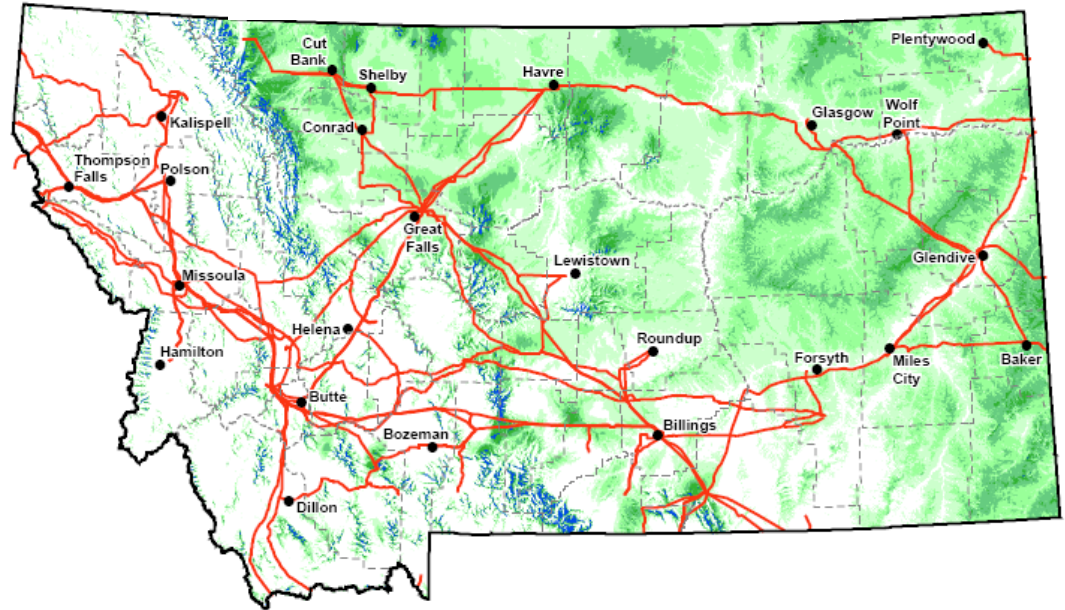 Plentywood
Cut
Bank
Shelby
Havre
Glasgow
Wolf
Point
Conrad
Kalispell
Thompson
Falls
Polson
Great
Falls
Glendive
Lewistown
Missoula
Helena
Roundup
Hamilton
Forsyth
Miles
City
Baker
Butte
Billings
Bozeman
Dillon